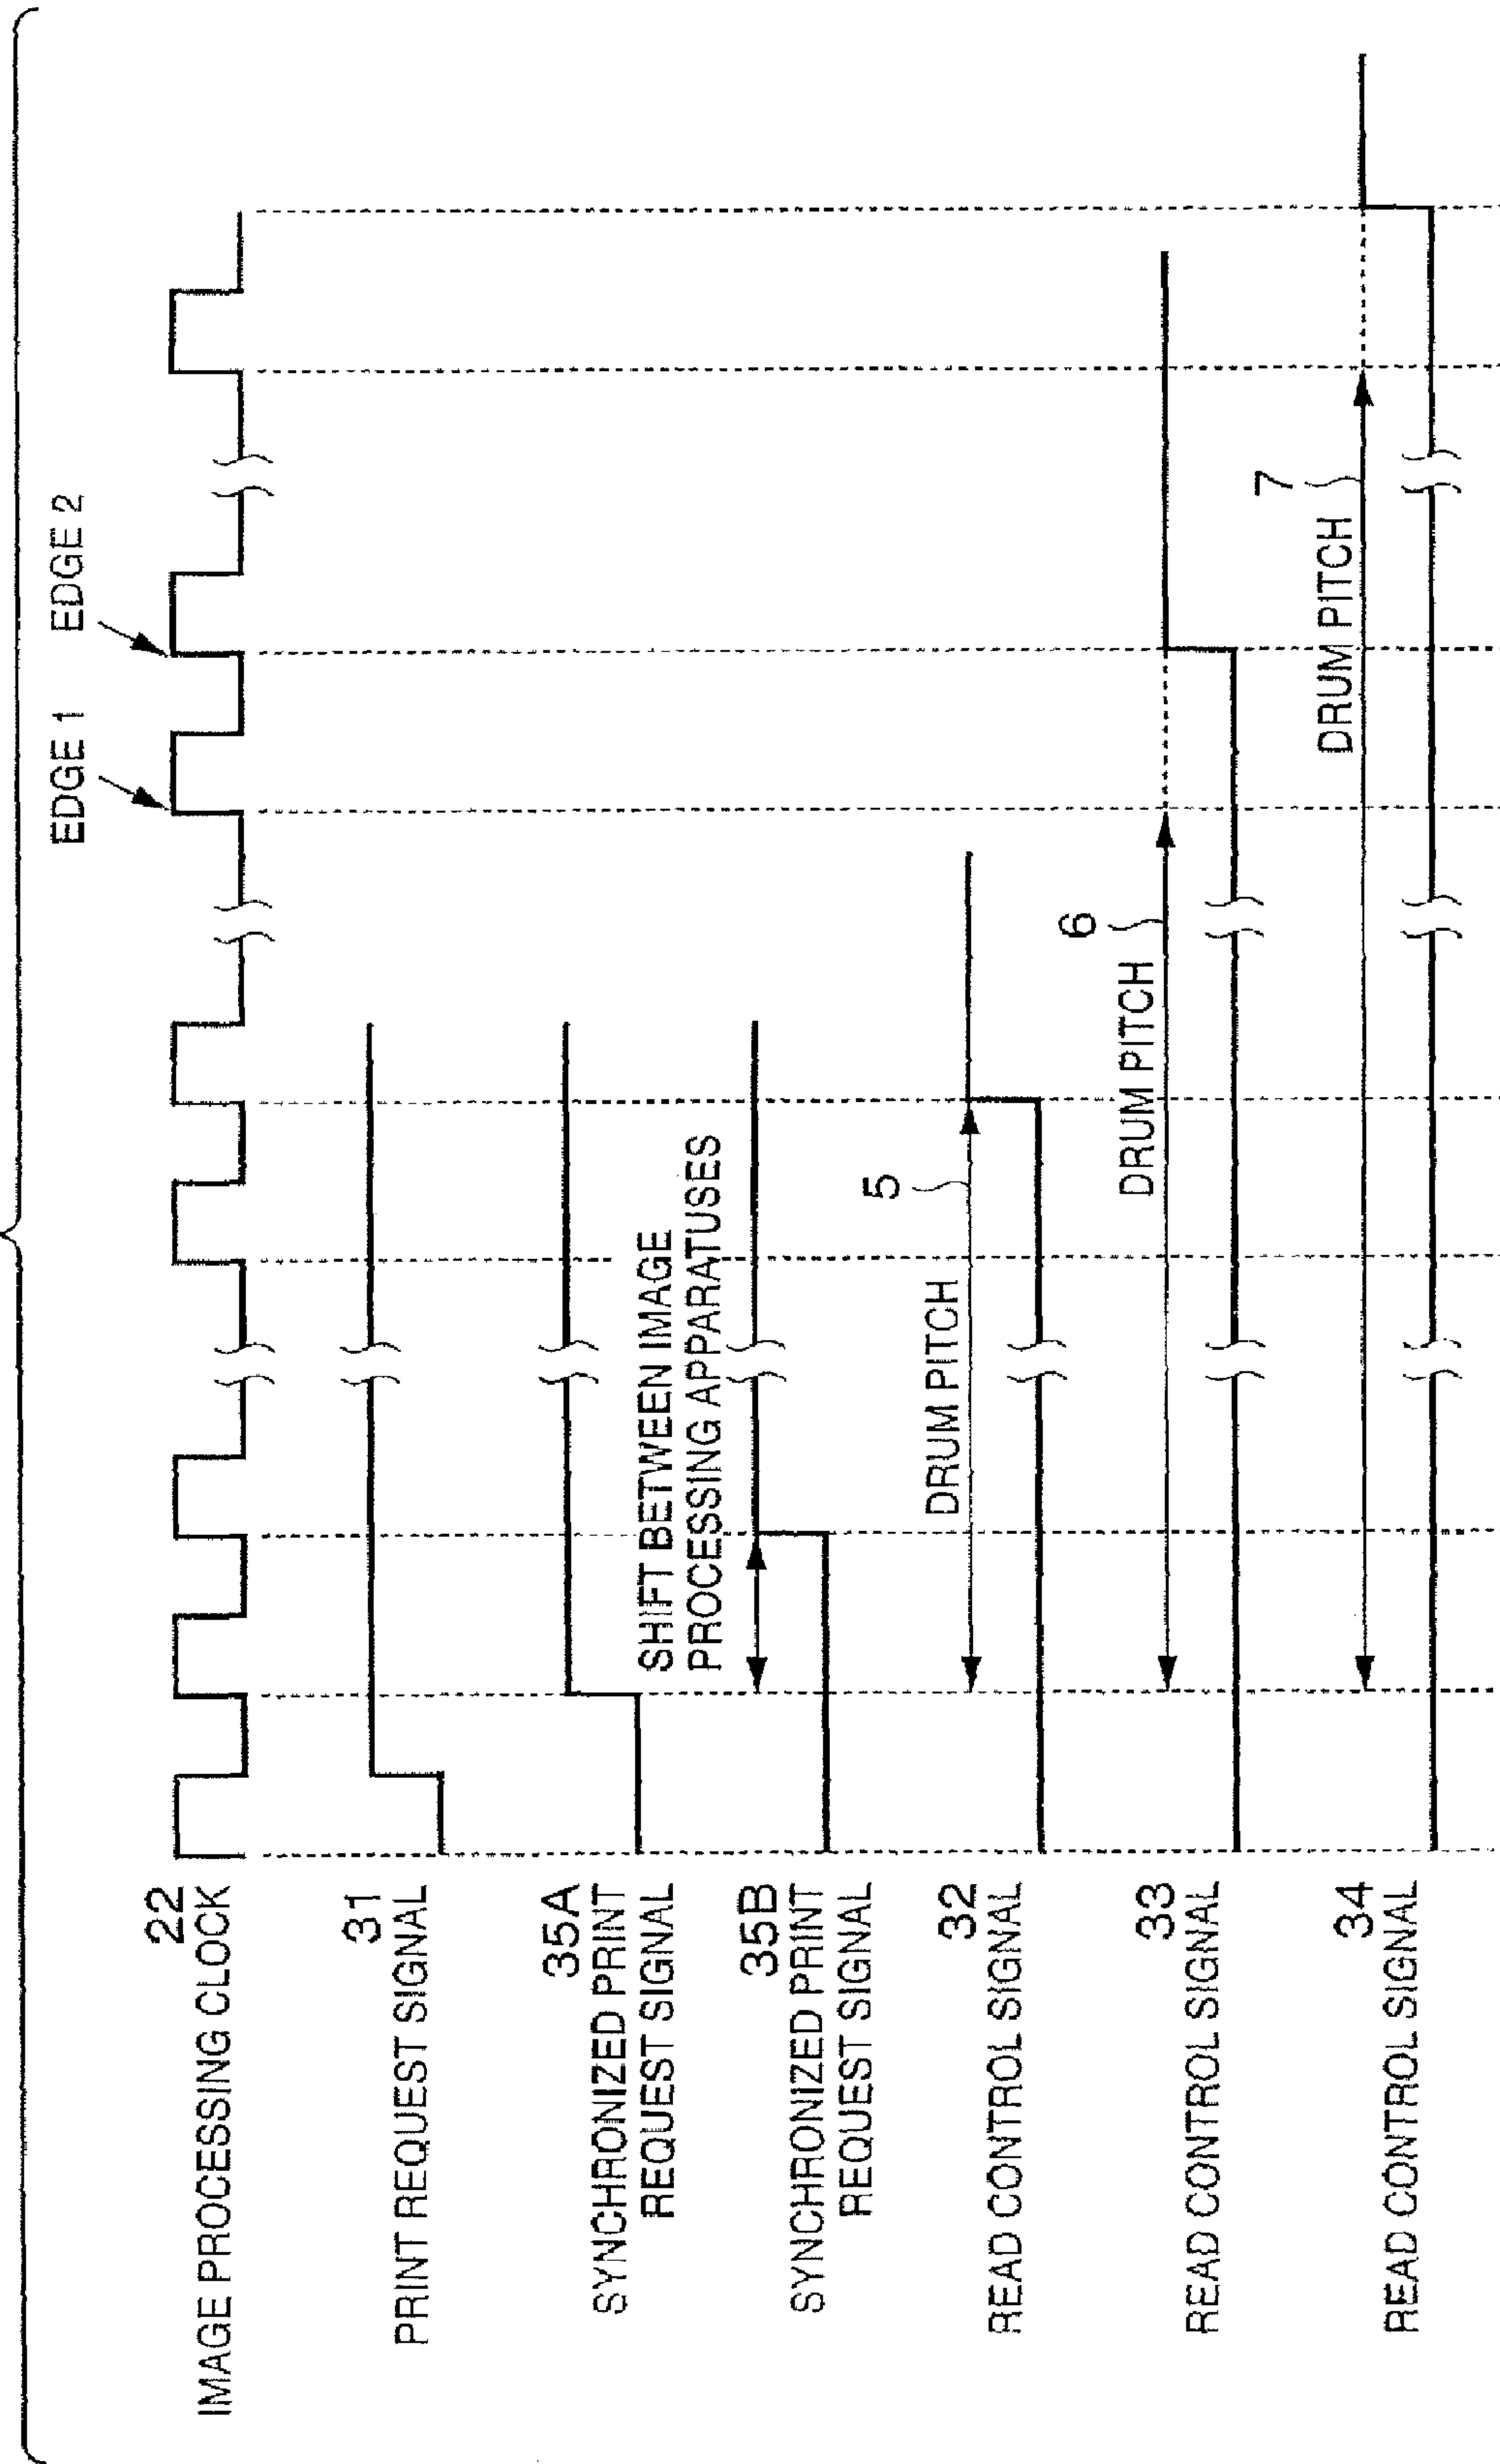 EDGE 1
EDGE 2
22
IMAGE PROCESSING CLOCK
31
PRINT REQUEST SIGNAL
35A
SYNCHRONIZED PRINT
REQUEST SIGNAL
SHIFT BETWEEN IMAGE
PROCESSING APPARATUSES
35B
SYNCHRONIZED PRINT
REQUEST SIGNAL
5
DRUM PITCH
32
READ CONTROL SIGNAL
6
DRUM PITCH
33
READ CONTROL SIGNAL
7
DRUM PITCH
34
READ CONTROL SIGNAL